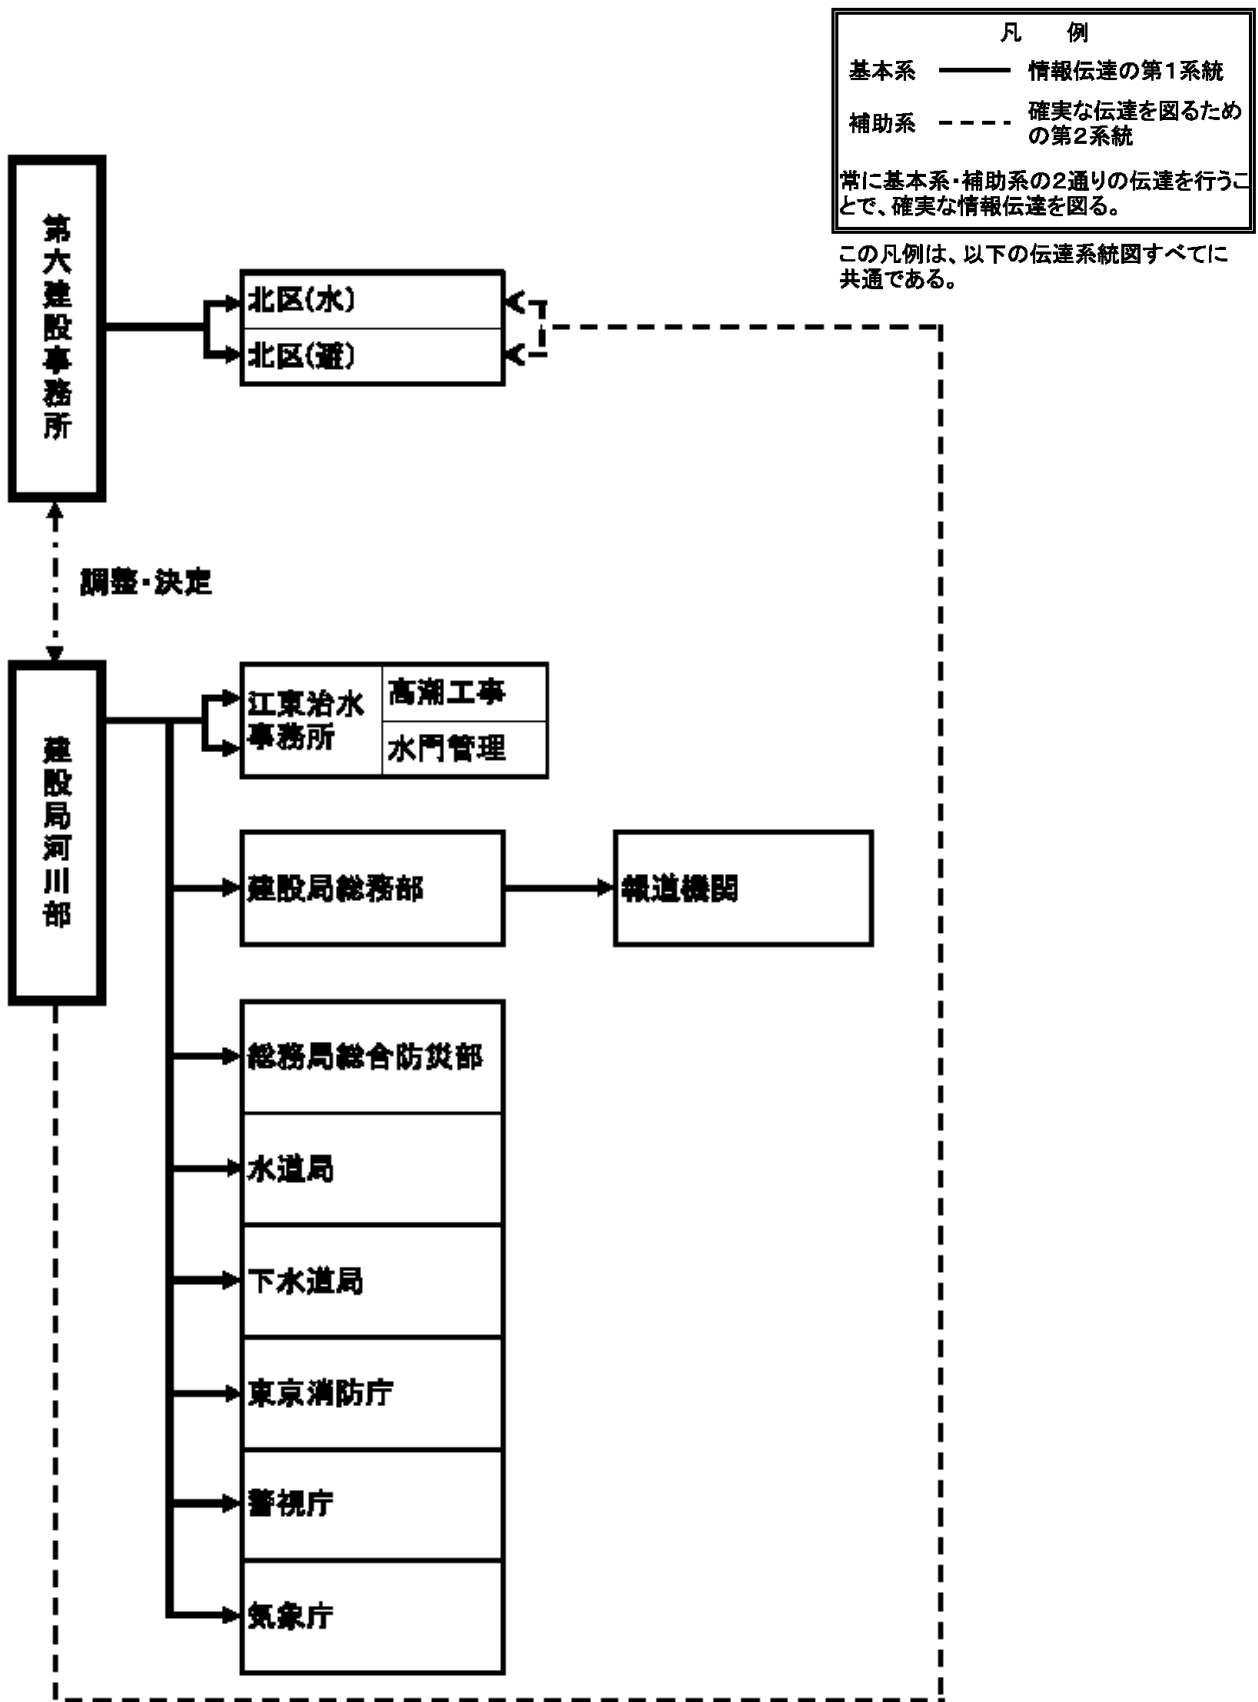 凡　例
基本系 情報伝達の第1系統
補助系 確実な伝達を図るため
の第2系統
常に基本系・補助系の2通りの伝達を行うこ
とで、確実な情報伝達を図る。
この凡例は、以下の伝達系統図すべてに
共通である。
第六建設事務所
北区(水)
北区(避)
調整・決定
建設局河川部
江東治水
事務所
高潮工事
水門管理
建設局総務部
報道機関
総務局総合防災部
水道局
下水道局
東京消防庁
警視庁
気象庁